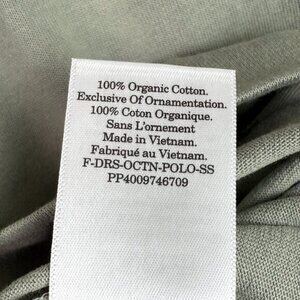 100% Organic Cotton.
Exclusive Of Ornamentation.
100% Coton Organique.
Sans L'ornement
Made in Vietnam.
Fabriqué au Vietnam.
F-DRS-OCTN-POLO-SS
PP4009746709